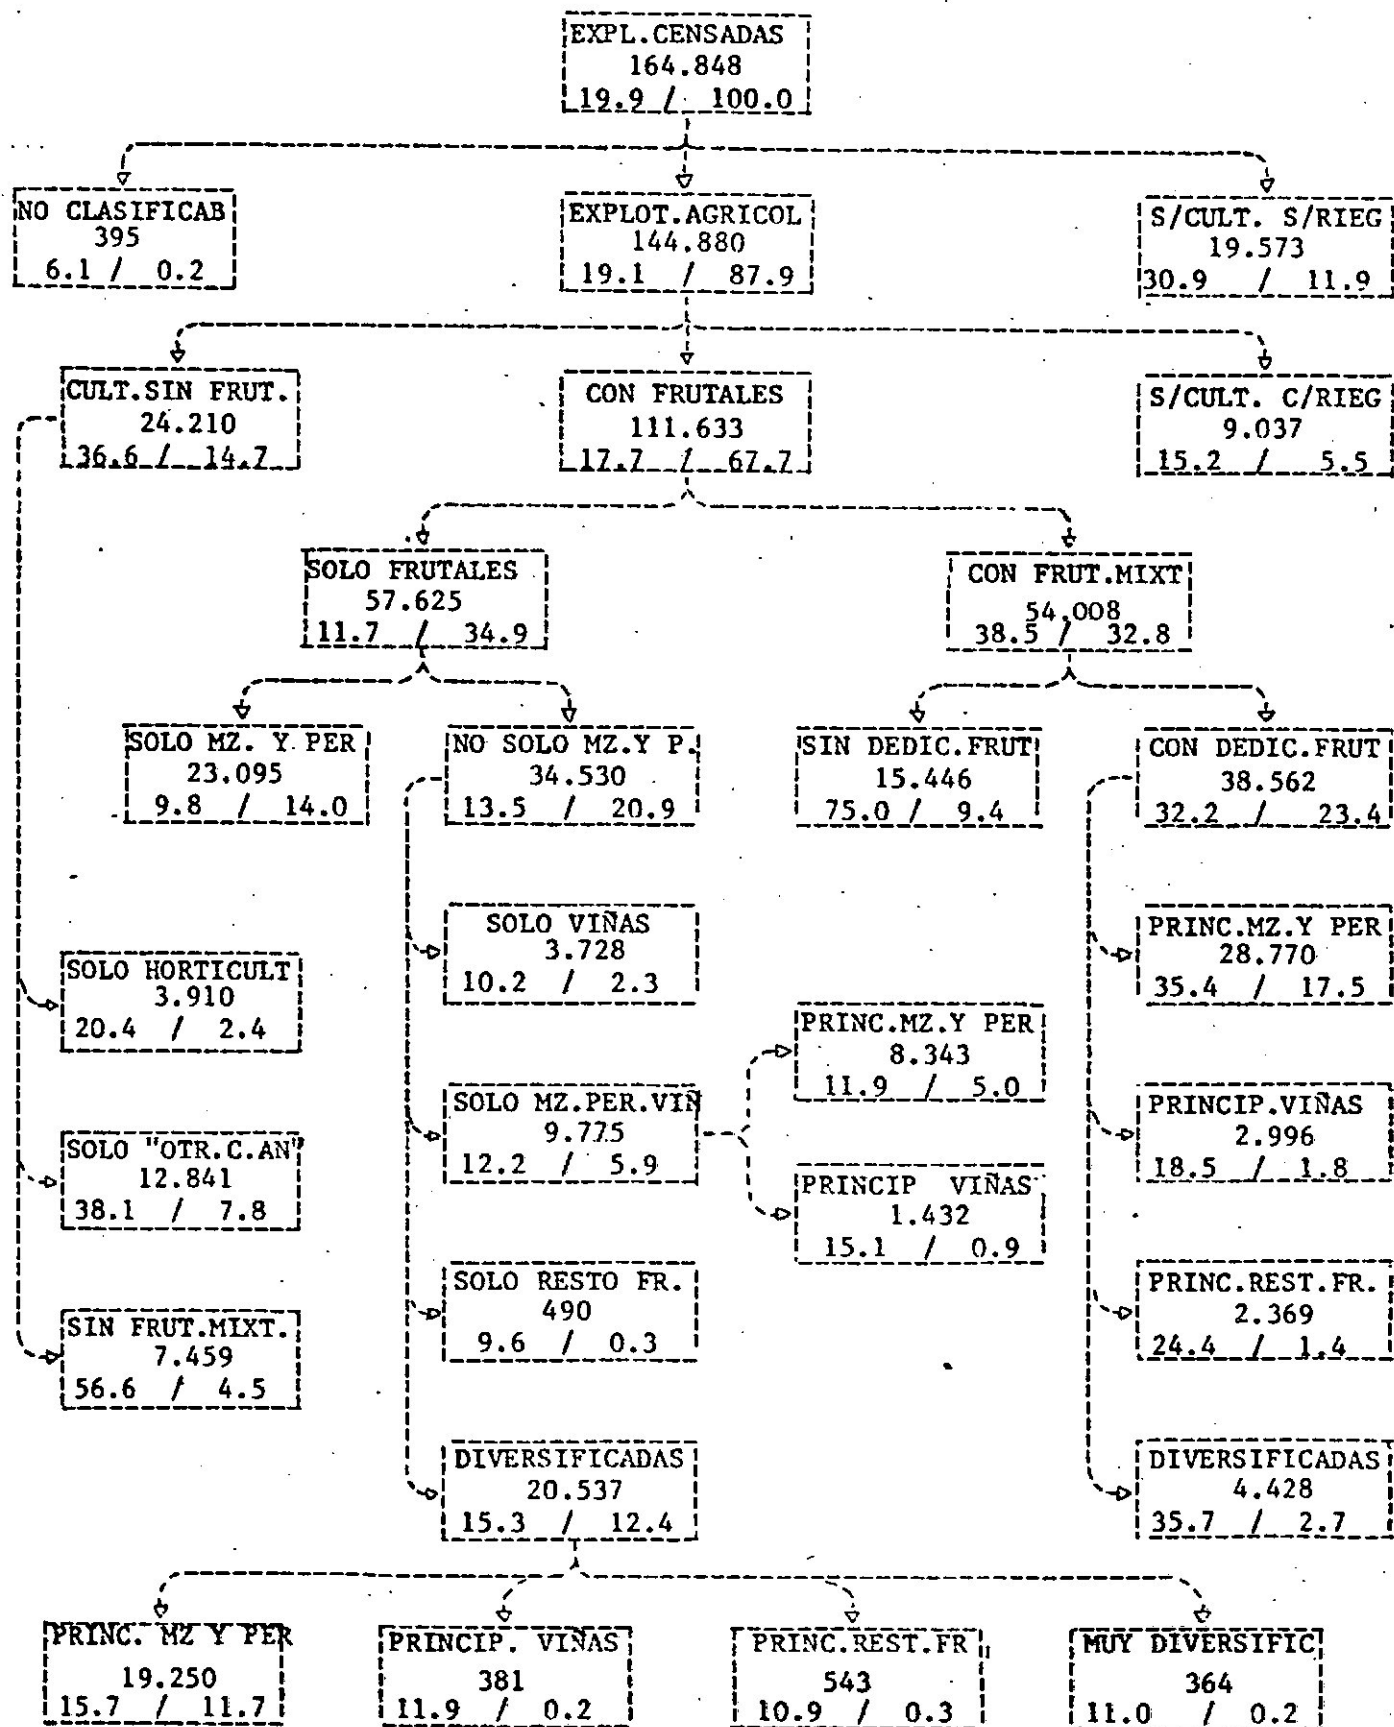 EXPL.CENSADAS
164.848
19.9 / 100.0
NO CLASIFICAB
395
6.1 / 0.2
EXPLOT.AGRICOL
144.880
19.1 / 87.9
S/CULT. S/RIEG
19.573
30.9 / 11.9
CULT.SIN FRUT.
24.210
36.6 / 14.7
CON FRUTALES
111.633
17.7 / 67.7
S/CULT. C/RIEG
9.037
15.2 / 5.5
SOLO FRUTALES
57.625
11.7 / 34.9
CON FRUT.MIXT
54.008
38.5 / 32.8
SOLO MZ. Y PER
23.095
9.8 / 14.0
NO SOLO MZ.Y P.
34.530
13.5 / 20.9
SIN DEDIC.FRUT
15.446
75.0 / 9.4
CON DEDIC.FRUT
38.562
32.2 / 23.4
SOLO HORTICULT
3.910
20.4 / 2.4
SOLO VIÑAS
3.728
10.2 / 2.3
PRINC.MZ.Y PER
28.770
35.4 / 17.5
PRINC.MZ.Y PER
8.343
11.9 / 5.0
SOLO "OTR.C.AN"
12.841
38.1 / 7.8
SOLO MZ.PER.VIÑ
9.775
12.2 / 5.9
PRINCIP VIÑAS
1.432
15.1 / 0.9
PRINCIP.VIÑAS
2.996
18.5 / 1.8
SIN FRUT.MIXT.
7.459
56.6 / 4.5
SOLO RESTO FR.
490
9.6 / 0.3
PRINC.REST.FR.
2.369
24.4 / 1.4
DIVERSIFICADAS
20.537
15.3 / 12.4
DIVERSIFICADAS
4.428
35.7 / 2.7
PRINC. MZ Y PER
19.250
15.7 / 11.7
PRINCIP. VIÑAS
381
11.9 / 0.2
PRINC.REST.FR
543
10.9 / 0.3
MUY DIVERSIFIC
364
11.0 / 0.2